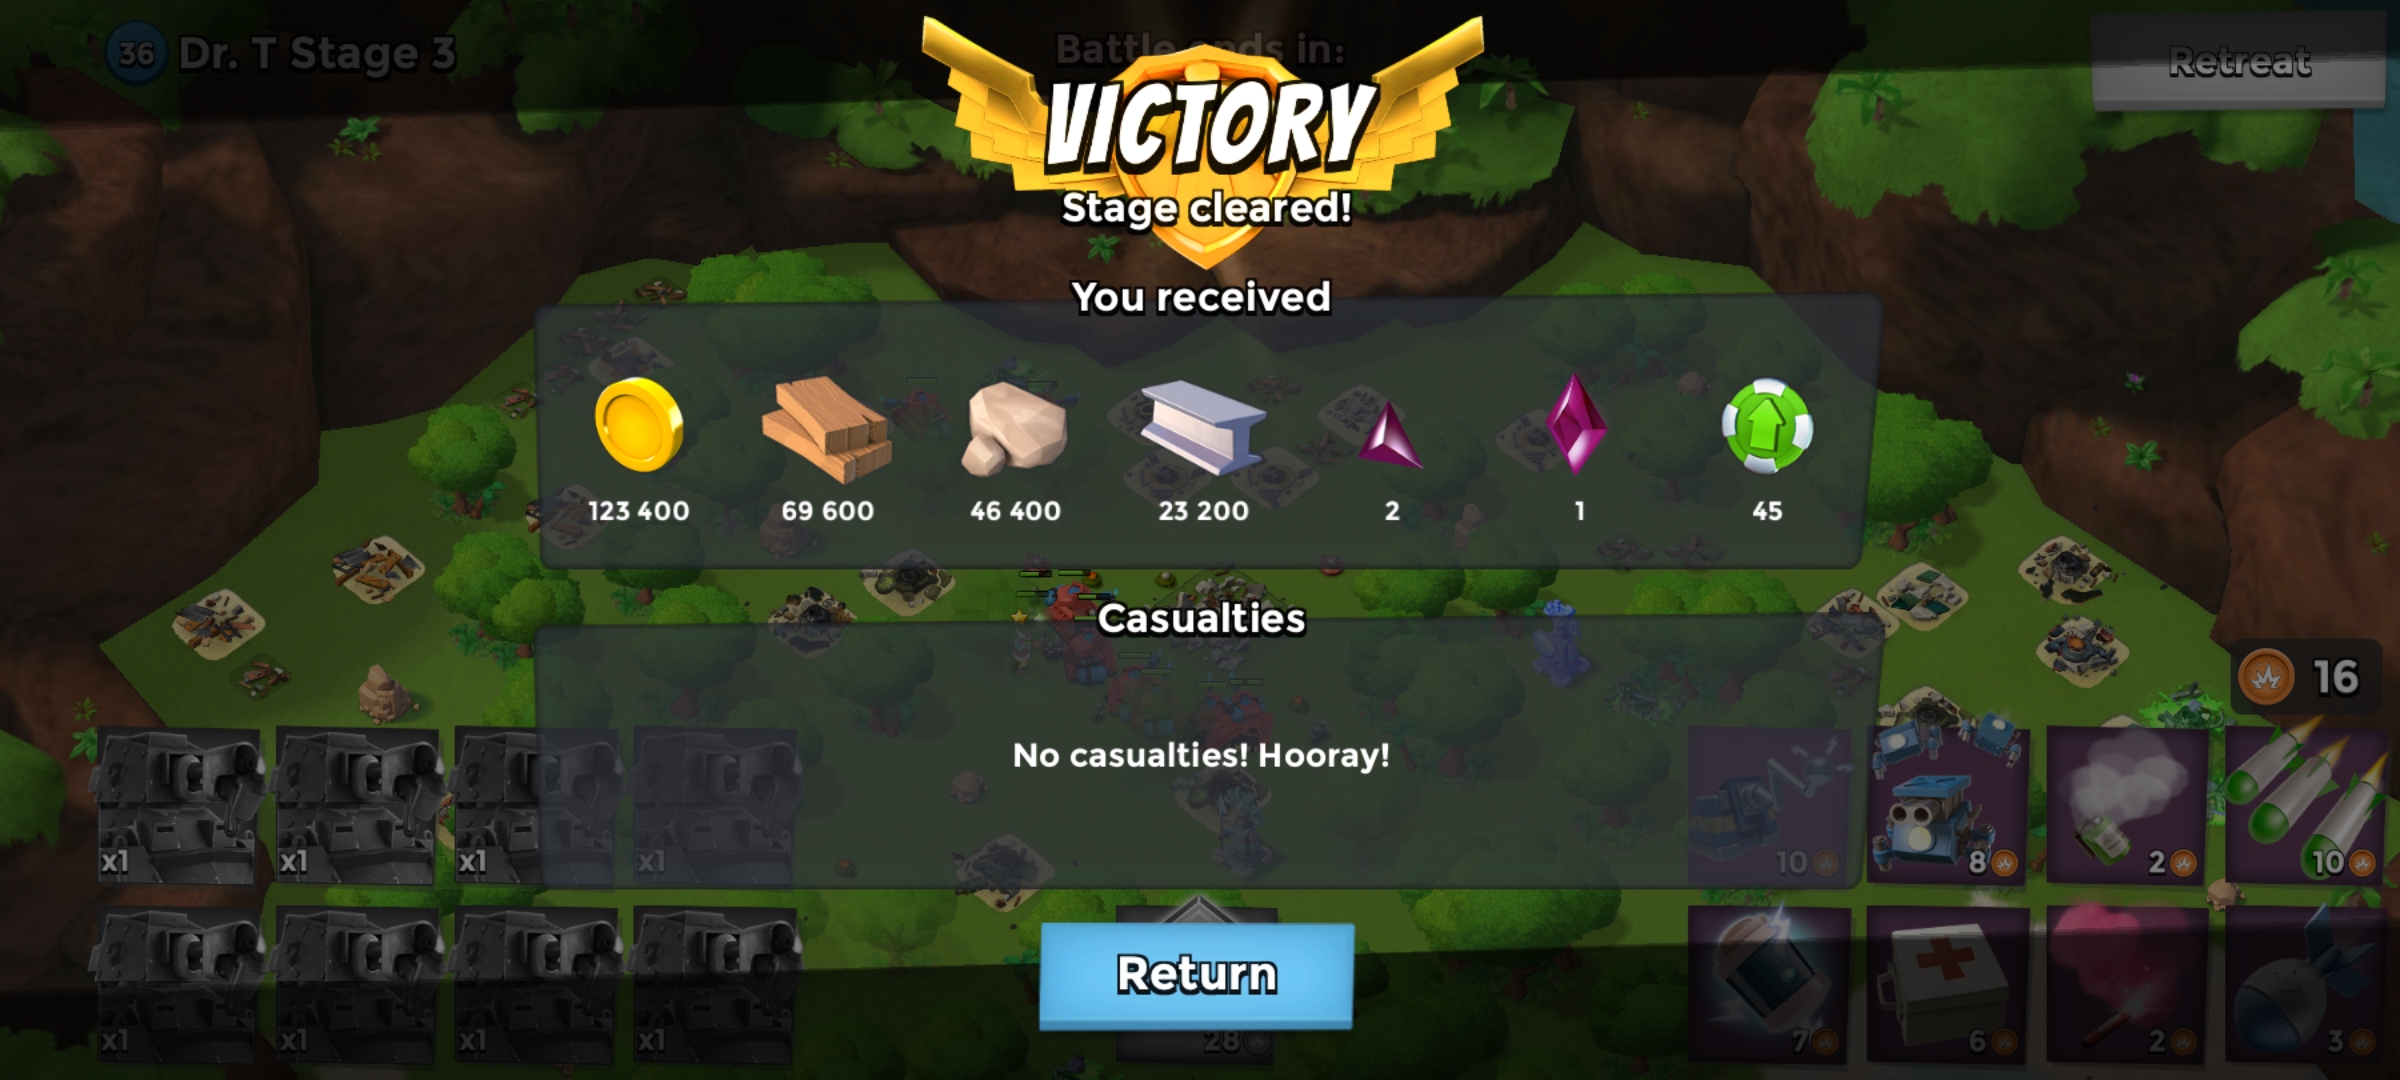 36 Dr. T Stage 3
Battle ends in:
Retreat
VICTORY
Stage cleared!
You received
123 400 69 600 46 400 23 200 2 1 45
Casualties
16
No casualties! Hooray!
x1 x1 x1 x1 10 8 2 10
Return
x1 x1 x1 x1 28 7 6 2 3